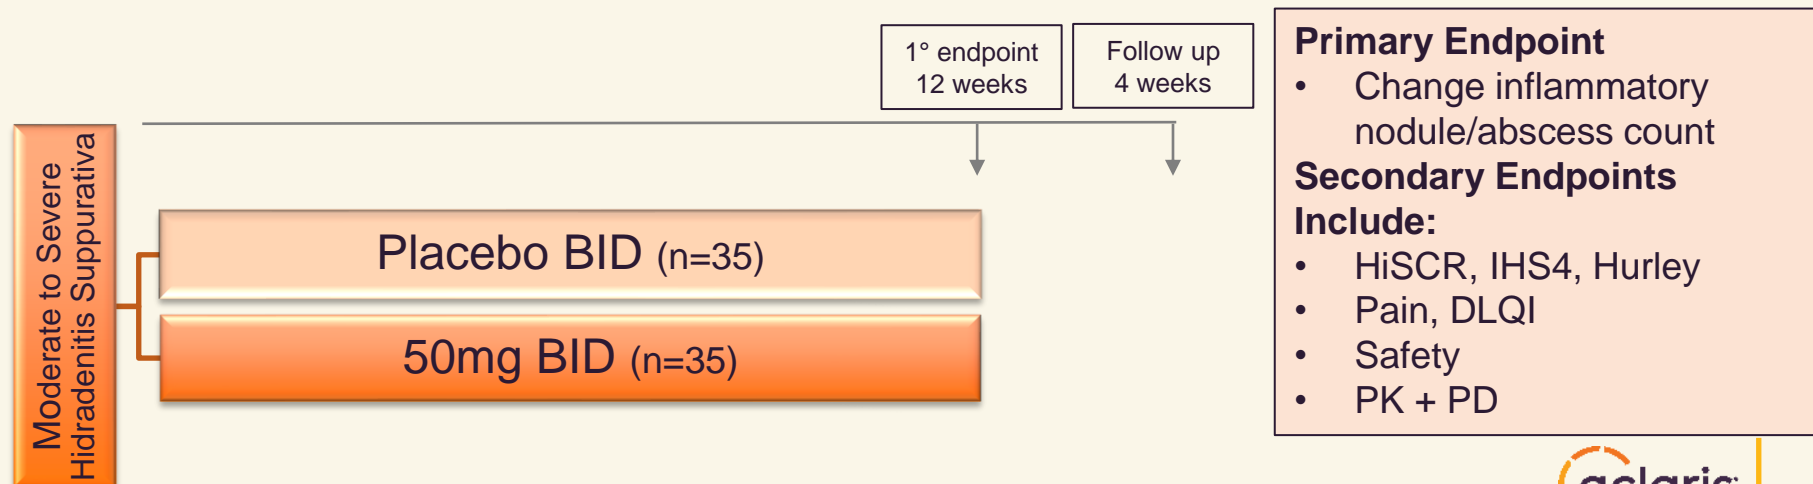 1° endpoint
12 weeks
Follow up
4 weeks
Moderate to Severe
Hidradenitis Suppurativa
Placebo BID (n=35)
50mg BID (n=35)
Primary Endpoint
• Change inflammatory
nodule/abscess count
Secondary Endpoints
Include:
• HiSCR, IHS4, Hurley
• Pain, DLQI
• Safety
• PK + PD
aclaris